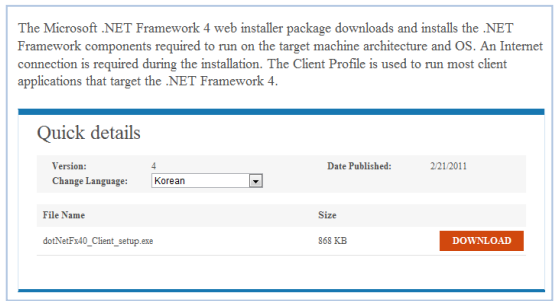 The Microsoft .NET Framework 4 web installer package downloads and installs the .NET
Framework components required to run on the target machine architecture and OS. An Internet
connection is required during the installation. The Client Profile is used to run most client
applications that target the .NET Framework 4.
Quick details
Version: 4 Date Published: 2/21/2011
Change Language: Korean
File Name Size
dotNetFx40_Client_setup.exe 868 KB DOWNLOAD